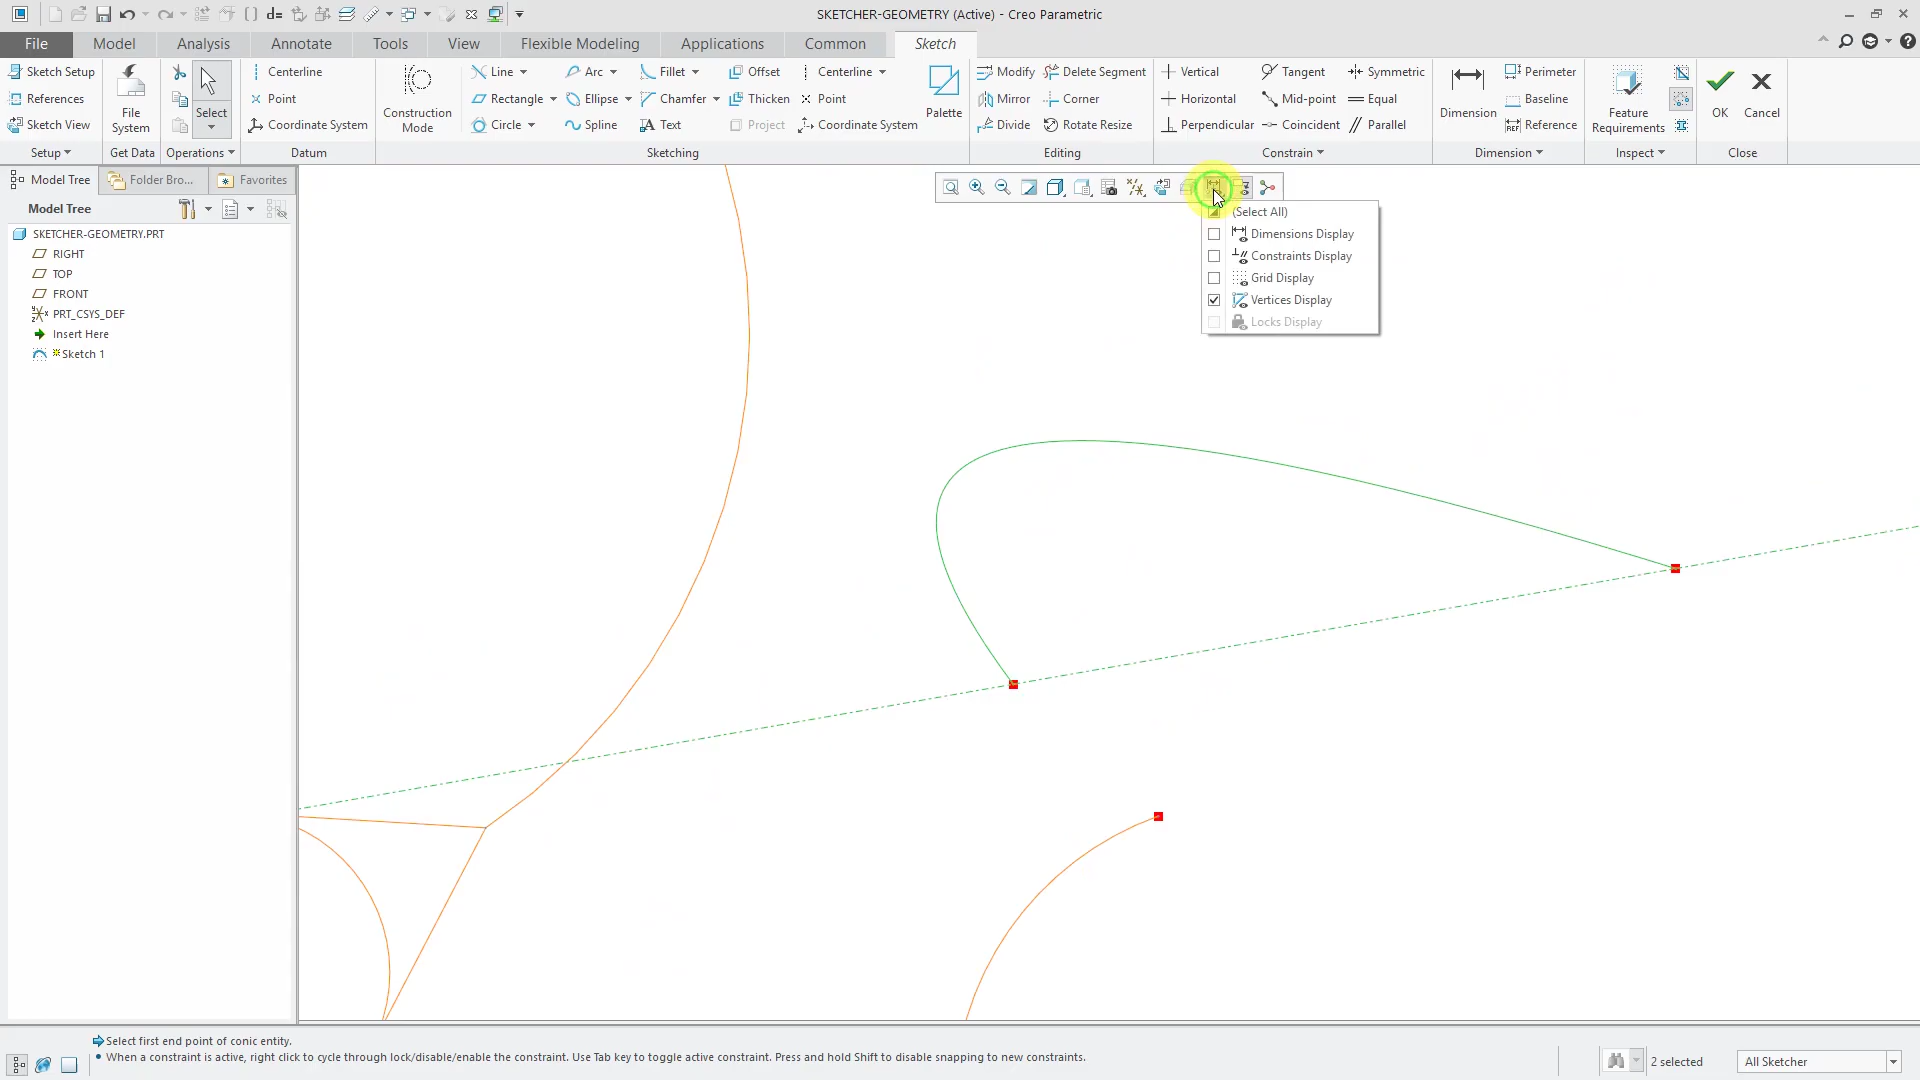 SKETCHER-GEOMETRY (Active) - Creo Parametric
File Model Analysis Annotate Tools View Flexible Modeling Applications Common Sketch
Sketch Setup
References
Sketch View
Setup
File System
Get Data
Select
Operations
Centerline
Point
Coordinate System
Datum
Construction Mode
Line Arc Fillet Offset Centerline
Rectangle Ellipse Chamfer Thicken Point
Circle Spline Text Project Coordinate System
Palette
Sketching
Modify Delete Segment
Mirror Corner
Divide Rotate Resize
Editing
Vertical Tangent Symmetric
Horizontal Mid-point Equal
Perpendicular Coincident Parallel
Constrain
Dimension
Perimeter
Baseline
Reference
Dimension
Feature Requirements
Inspect
OK
Cancel
Close
Model Tree Folder Bro... Favorites
Model Tree
SKETCHER-GEOMETRY.PRT
RIGHT
TOP
FRONT
PRT_CSYS_DEF
Insert Here
Sketch 1
(Select All)
Dimensions Display
Constraints Display
Grid Display
Vertices Display
Locks Display
Select first end point of conic entity.
When a constraint is active, right click to cycle through lock/disable/enable the constraint. Use Tab key to toggle active constraint. Press and hold Shift to disable snapping to new constraints.
2 selected
All Sketcher